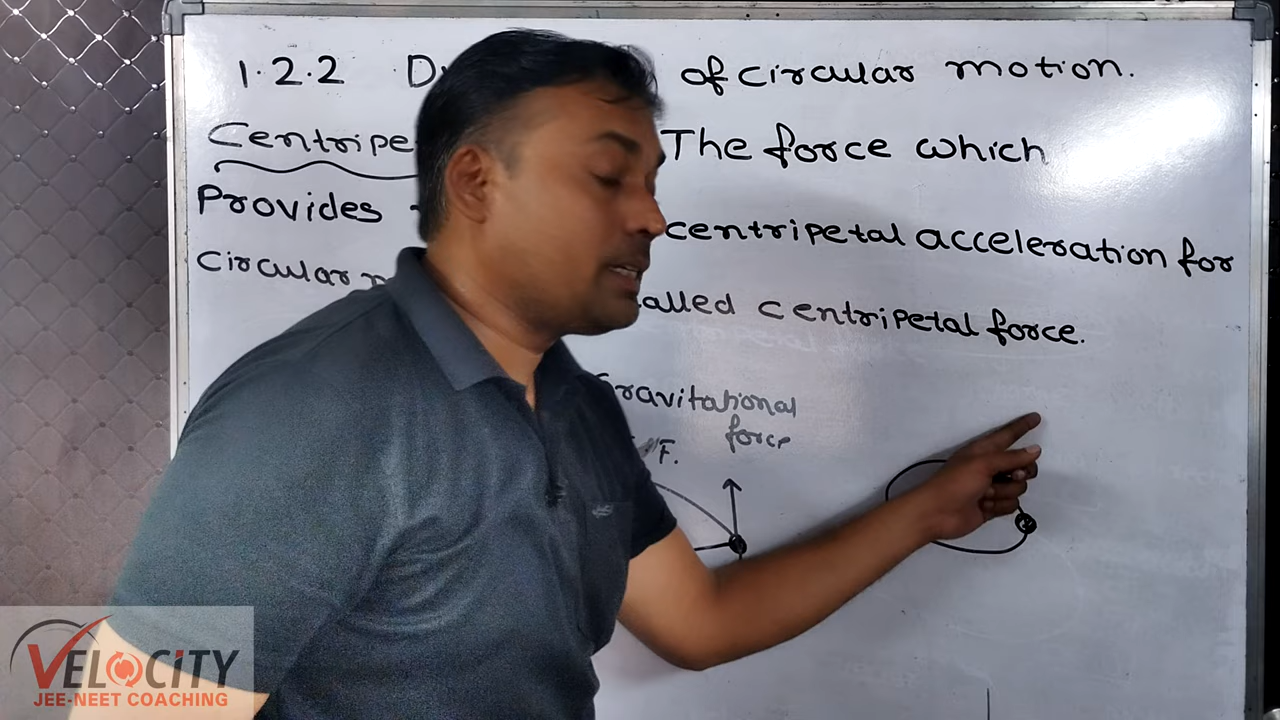 1.2.2 of circular motion.
Centripe The force which
Provides centripetal acceleration for
Circular called centripetal force.
Gravitational
force
F.
VELOCITY
JEE-NEET COACHING